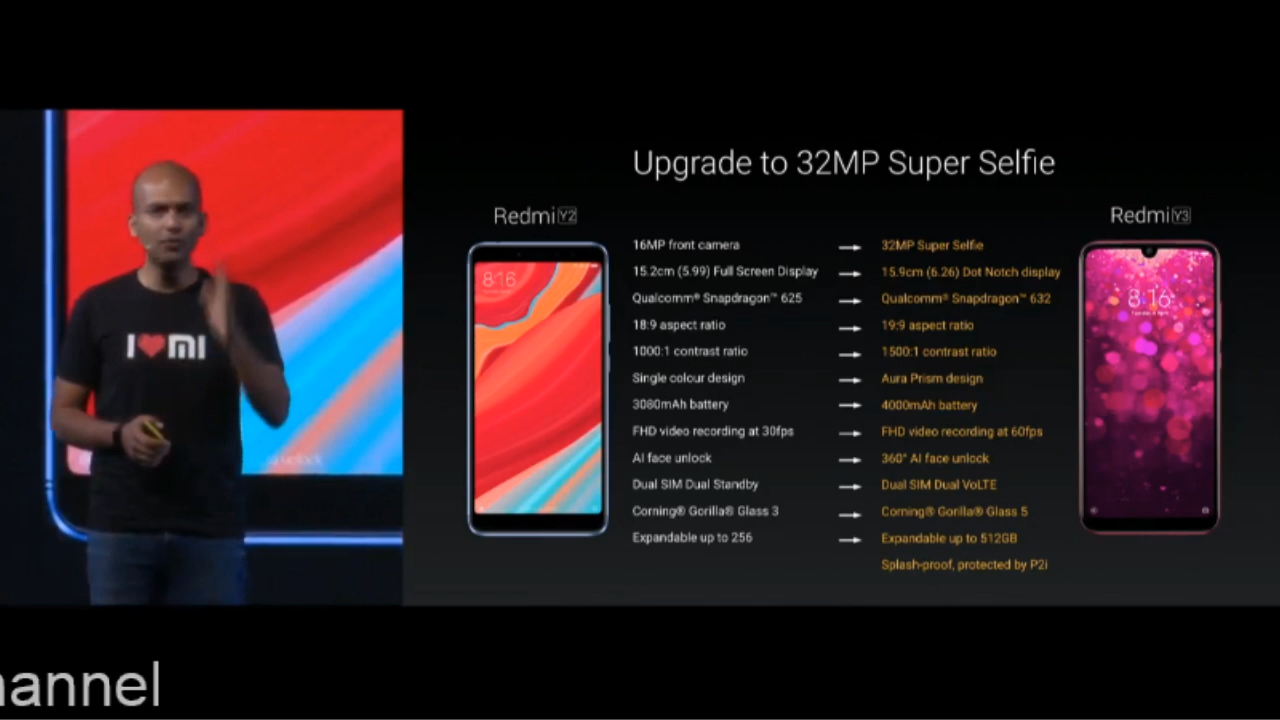 Upgrade to 32MP Super Selfie
Redmi Y2
Redmi Y3
16MP front camera → 32MP Super Selfie
15.2cm (5.99) Full Screen Display → 15.9cm (6.26) Dot Notch display
Qualcomm® Snapdragon™ 625 → Qualcomm® Snapdragon™ 632
18:9 aspect ratio → 19:9 aspect ratio
1000:1 contrast ratio → 1500:1 contrast ratio
Single colour design → Aura Prism design
3080mAh battery → 4000mAh battery
FHD video recording at 30fps → FHD video recording at 60fps
AI face unlock → 360° AI face unlock
Dual SIM Dual Standby → Dual SIM Dual VoLTE
Corning® Gorilla® Glass 3 → Corning® Gorilla® Glass 5
Expandable up to 256 → Expandable up to 512GB
Splash-proof, protected by P2i
8:16
8:16
I ❤ MI
hannel